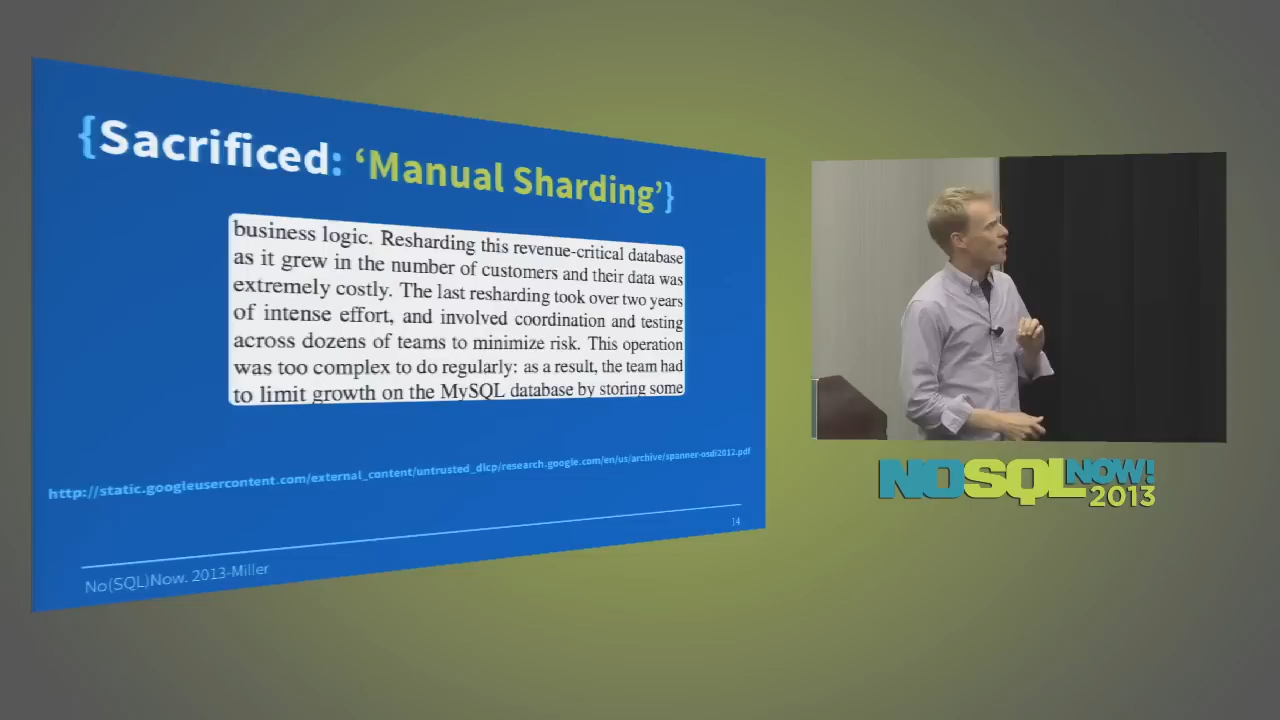 {Sacrificed: ‘Manual Sharding’}
business logic. Resharding this revenue-critical database
as it grew in the number of customers and their data was
extremely costly. The last resharding took over two years
of intense effort, and involved coordination and testing
across dozens of teams to minimize risk. This operation
was too complex to do regularly: as a result, the team had
to limit growth on the MySQL database by storing some
http://static.googleusercontent.com/external_content/untrusted_dlcp/research.google.com/en/us/archive/spanner-osdi2012.pdf
14
No(SQL)Now. 2013-Miller
NOSQLNOW!
2013